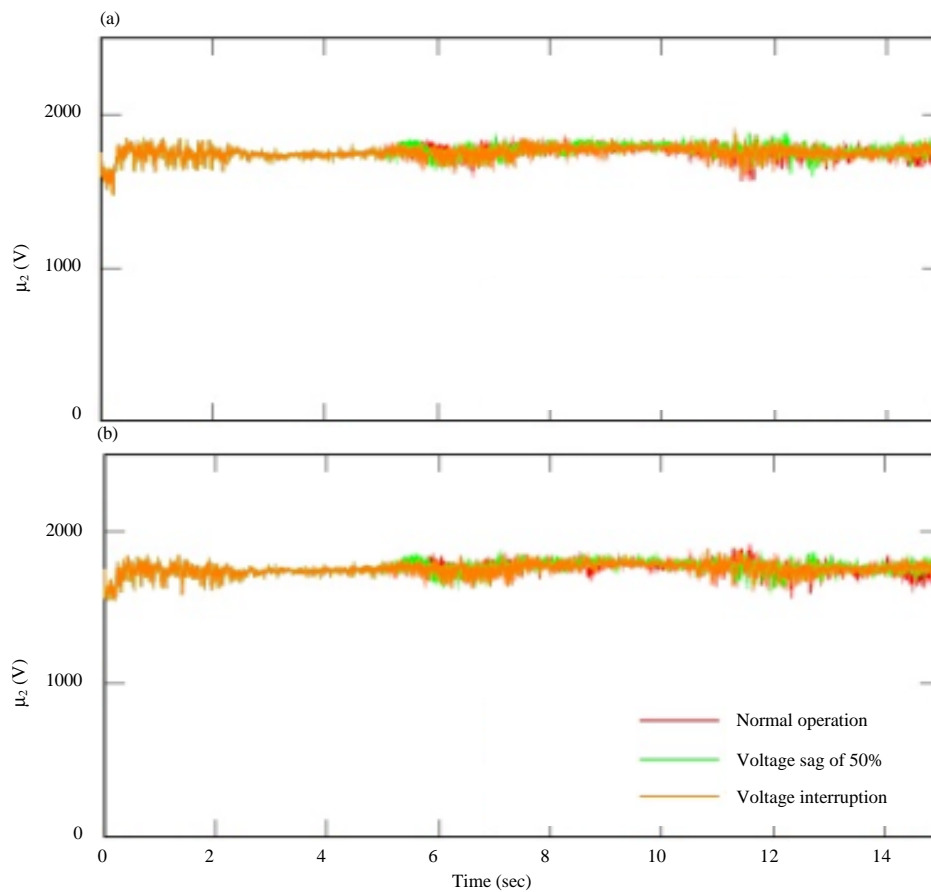 (a)
2000
1000
0
μ₂ (V)
(b)
2000
1000
0
μ₂ (V)
Normal operation
Voltage sag of 50%
Voltage interruption
0 2 4 6 8 10 12 14
Time (sec)